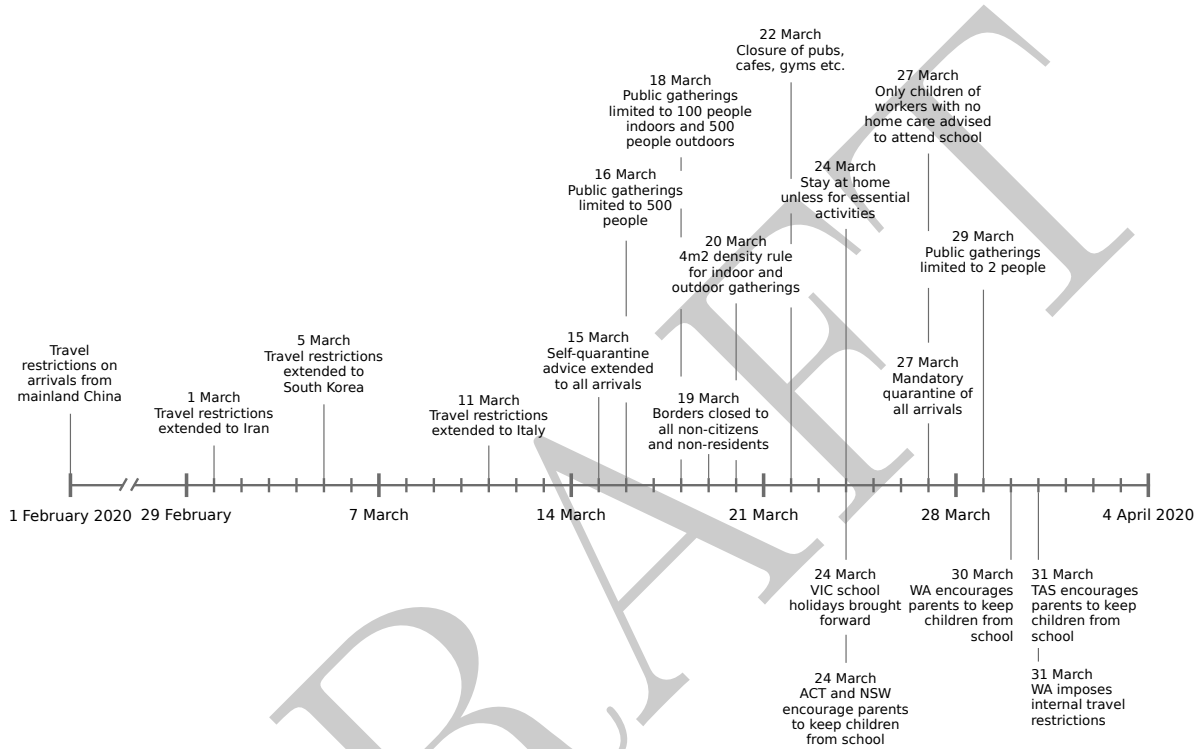 22 March
Closure of pubs,
cafes, gyms etc.
18 March
Public gatherings
limited to 100 people
indoors and 500
people outdoors
27 March
Only children of
workers with no
home care advised
to attend school
16 March
Public gatherings
limited to 500
people
24 March
Stay at home
unless for essential
activities
20 March
4m2 density rule
for indoor and
outdoor gatherings
29 March
Public gatherings
limited to 2 people
Travel
restrictions on
arrivals from
mainland China
1 March
Travel restrictions
extended to Iran
5 March
Travel restrictions
extended to
South Korea
11 March
Travel restrictions
extended to Italy
15 March
Self-quarantine
advice extended
to all arrivals
19 March
Borders closed to
all non-citizens
and non-residents
27 March
Mandatory
quarantine of
all arrivals
1 February 2020
29 February
7 March
14 March
21 March
28 March
4 April 2020
24 March
VIC school
holidays brought
forward
30 March
WA encourages
parents to keep
children from
school
31 March
TAS encourages
parents to keep
children from
school
24 March
ACT and NSW
encourage parents
to keep children
from school
31 March
WA imposes
internal travel
restrictions
DRAFT